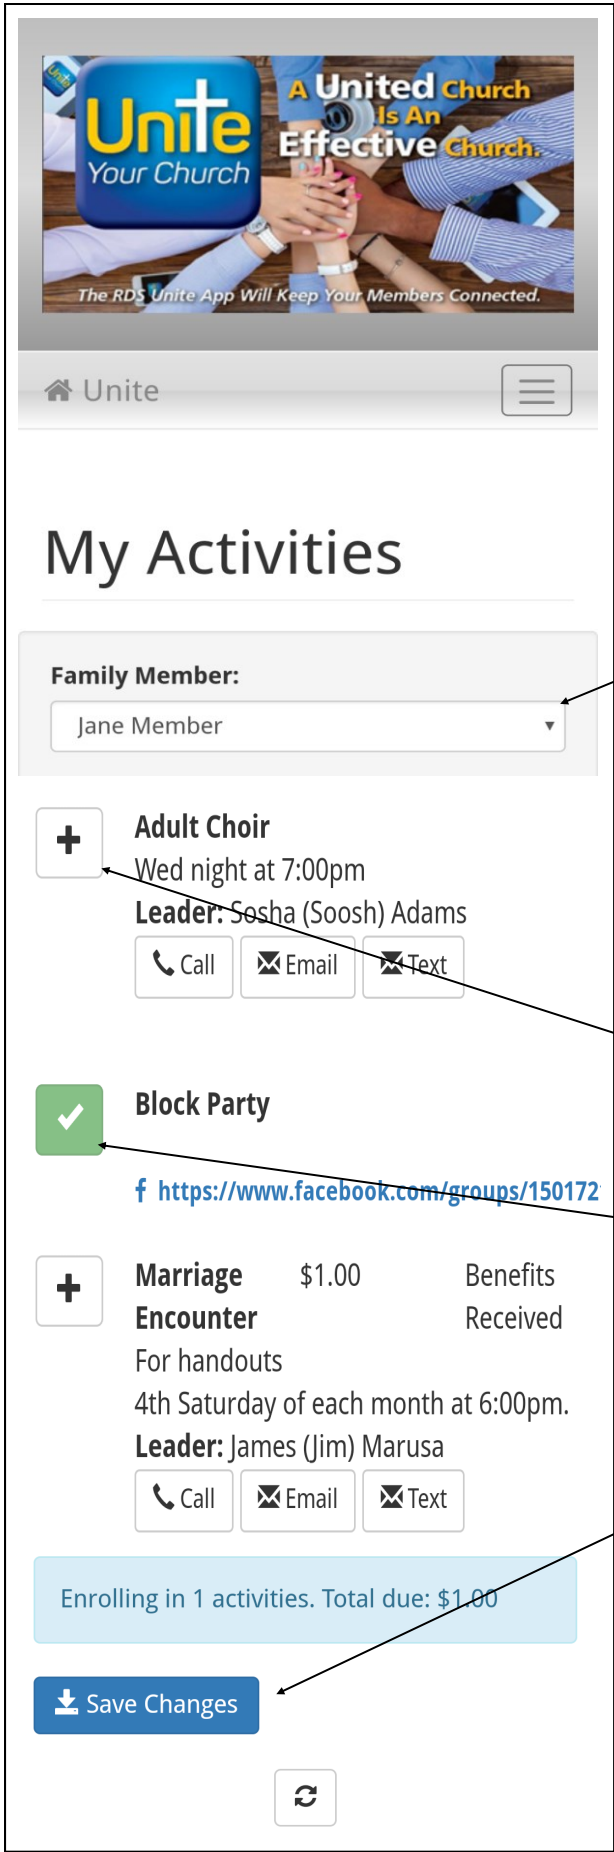 Unite
Your Church
A United Church
Is An
Effective Church.
The RDS Unite App Will Keep Your Members Connected.
Unite
My Activities
Family Member:
Jane Member
Adult Choir
Wed night at 7:00pm
Leader: Sosha (Soosh) Adams
Call Email Text
Block Party
https://www.facebook.com/groups/150172
Marriage $1.00 Benefits
Encounter Received
For handouts
4th Saturday of each month at 6:00pm.
Leader: James (Jim) Marusa
Call Email Text
Enrolling in 1 activities. Total due: $1.00
Save Changes